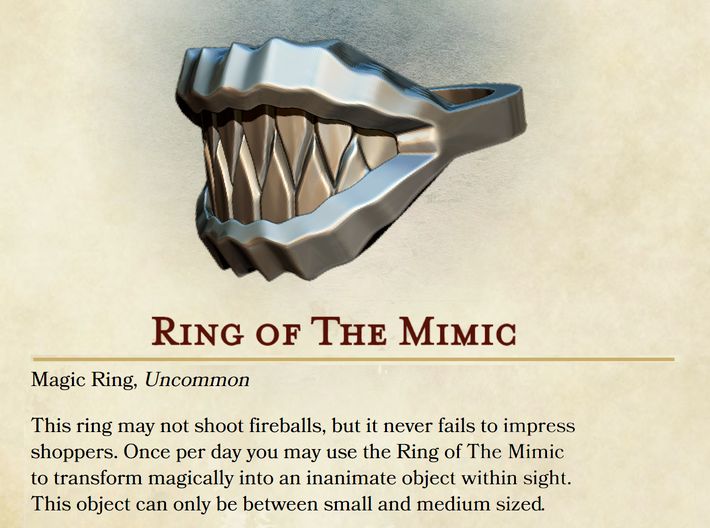 Ring of The Mimic
Magic Ring, Uncommon
This ring may not shoot fireballs, but it never fails to impress
shoppers. Once per day you may use the Ring of The Mimic
to transform magically into an inanimate object within sight.
This object can only be between small and medium sized.